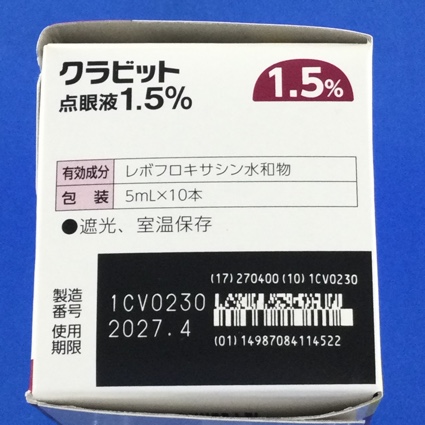 クラビット
点眼液1.5%
1.5%
有効成分 レボフロキサシン水和物
包装 5mL×10本
●遮光、室温保存
(17)270400(10)1CV0230
製造番号 1CV0230
使用期限 2027.4
(01)14987084114522